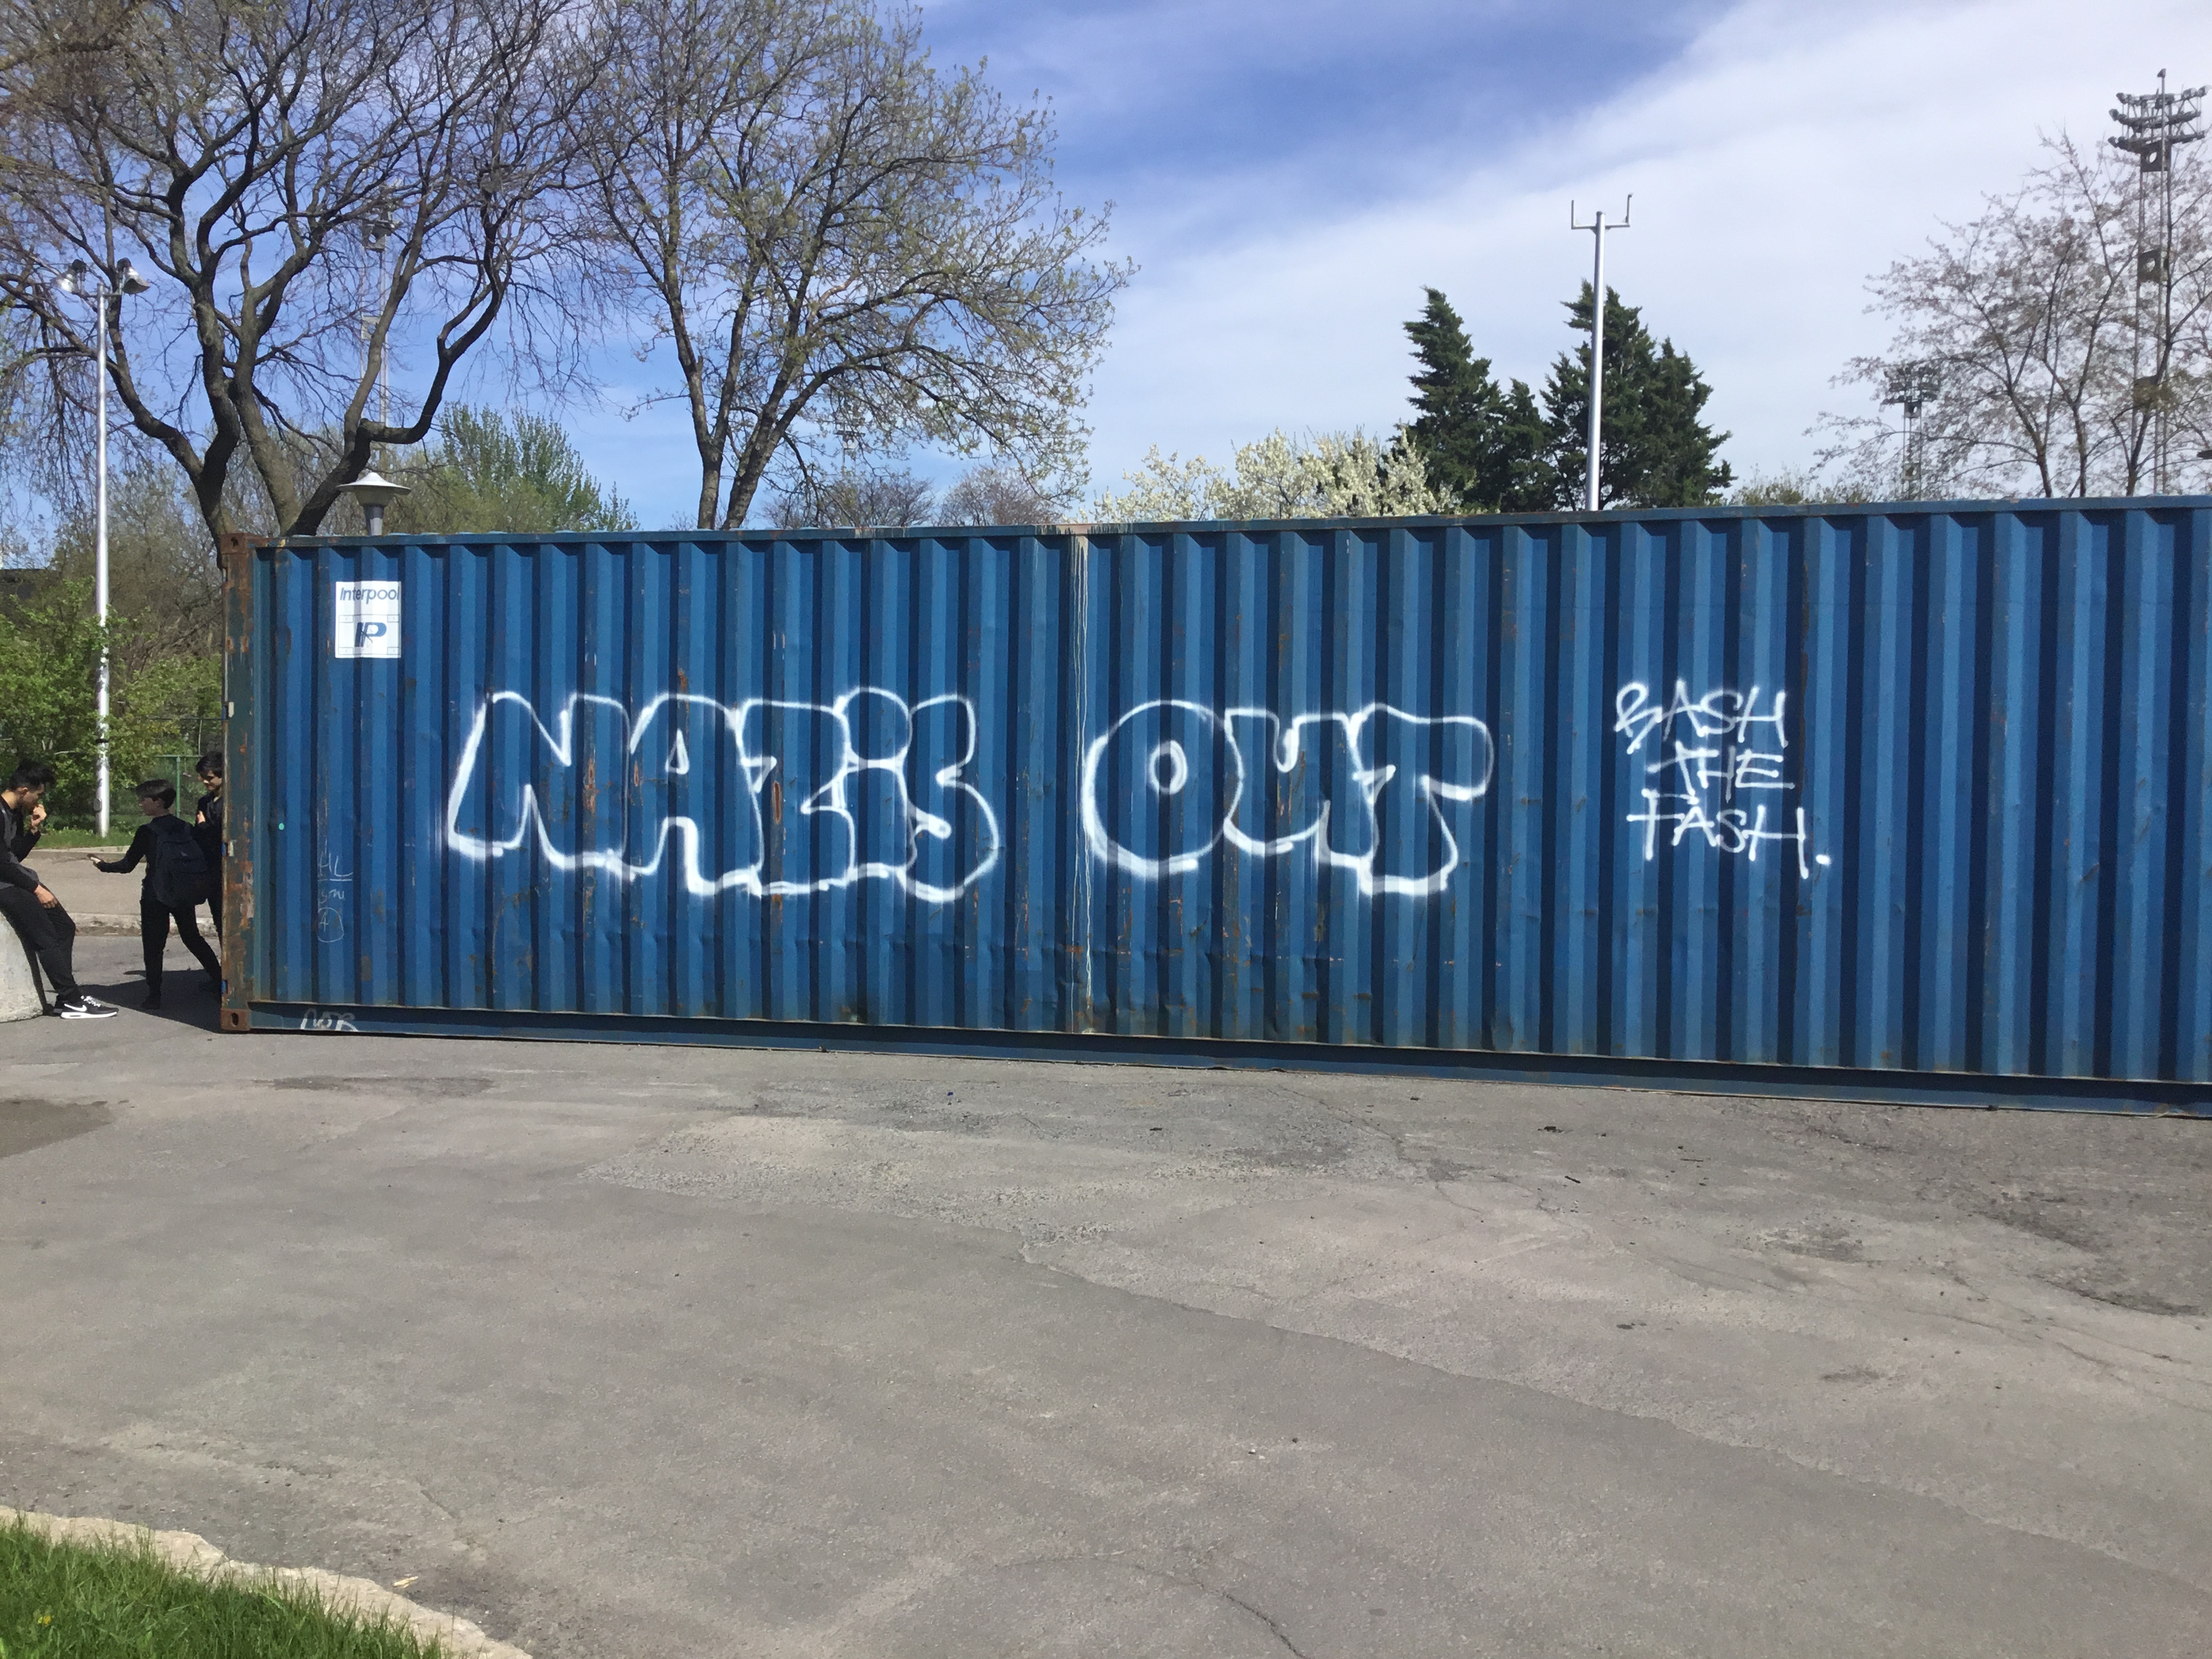 Interpool
IP
NAZiS OUT
BASH
THE
FASH.